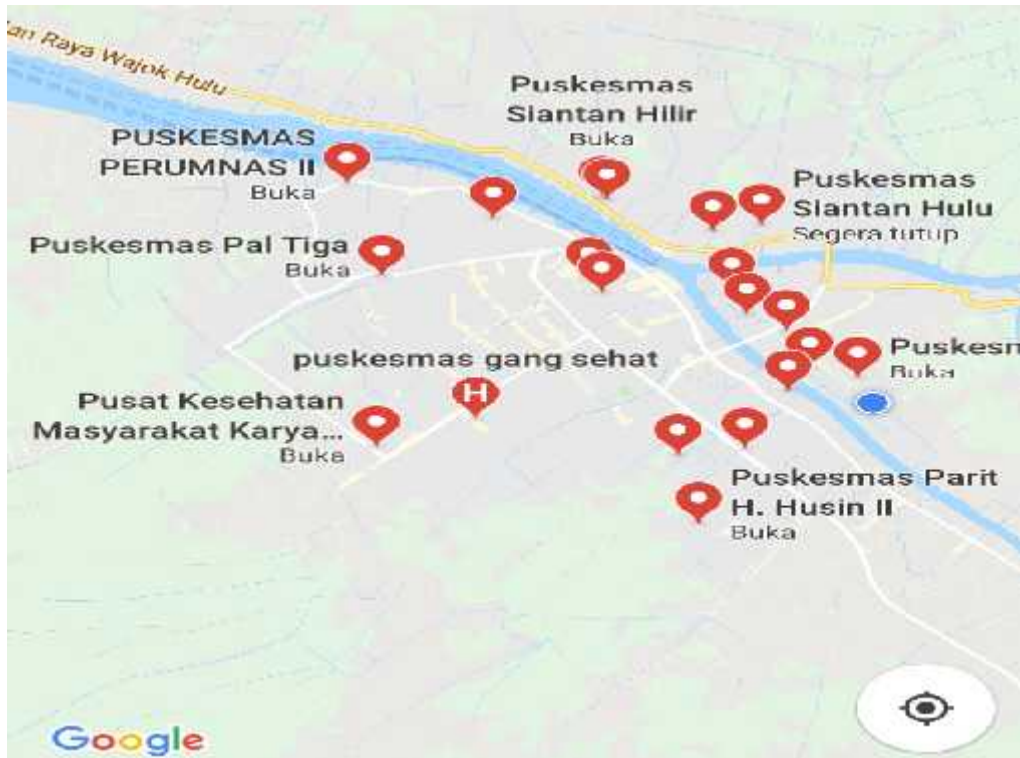 an Raya Wajok Hulu
Puskesmas
Siantan Hilir
Buka
PUSKESMAS
PERUMNAS II
Buka
Puskesmas
Siantan Hulu
Segera tutup
Puskesmas Pal Tiga
Buka
puskesmas gang sehat
H
Puskesm
Buka
Pusat Kesehatan
Masyarakat Karya...
Buka
Puskesmas Parit
H. Husin II
Buka
Google